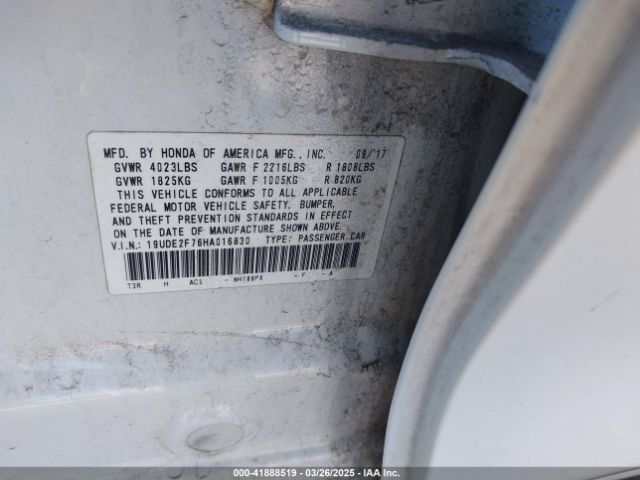 MFD. BY HONDA OF AMERICA MFG., INC. 09/17
GVWR 4023LBS GAWR F 2216LBS R 1808LBS
GVWR 1825KG GAWR F 1005KG R 820KG
THIS VEHICLE CONFORMS TO ALL APPLICABLE
FEDERAL MOTOR VEHICLE SAFETY, BUMPER,
AND THEFT PREVENTION STANDARDS IN EFFECT
ON THE DATE OF MANUFACTURE SHOWN ABOVE.
V.I.N.: 19UDE2F76HA016830 TYPE: PASSENGER CAR
T3R H AC5 - NH788PX - F - A
000-41888519 / 03/26/2025 - IAA Inc.